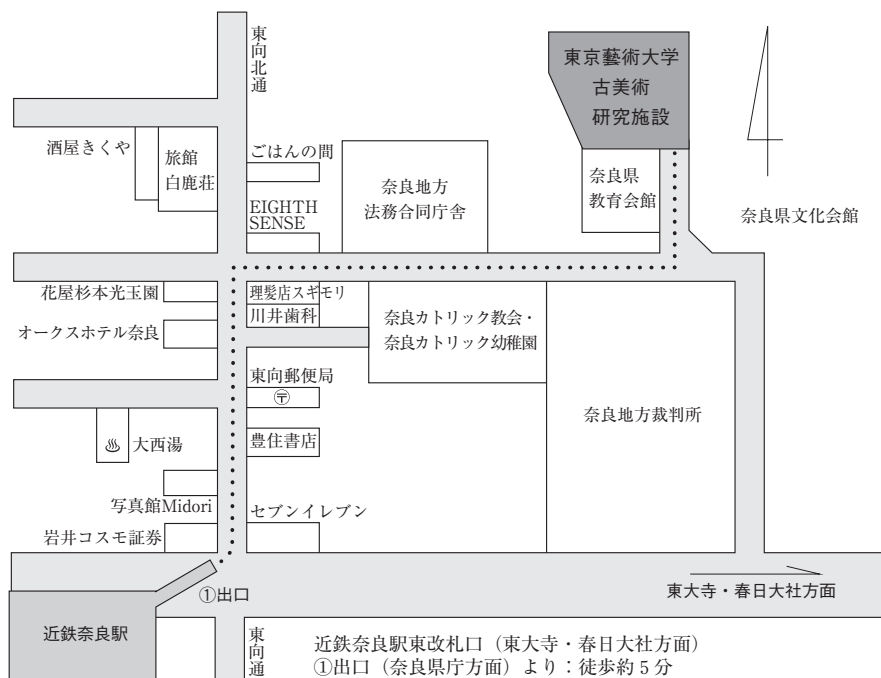 東向北通
東京藝術大学
古美術
研究施設
酒屋きくや
旅館
白鹿荘
ごはんの間
奈良地方
法務合同庁舎
奈良県
教育会館
奈良県文化会館
EIGHTH
SENSE
花屋杉本光玉園
理髪店スギモリ
川井歯科
奈良カトリック教会・
奈良カトリック幼稚園
オークスホテル奈良
東向郵便局
〒
豊住書店
奈良地方裁判所
♨ 大西湯
写真館Midori
セブンイレブン
岩井コスモ証券
①出口
東大寺・春日大社方面
近鉄奈良駅
東向通
近鉄奈良駅東改札口（東大寺・春日大社方面）
①出口（奈良県庁方面）より：徒歩約 5 分